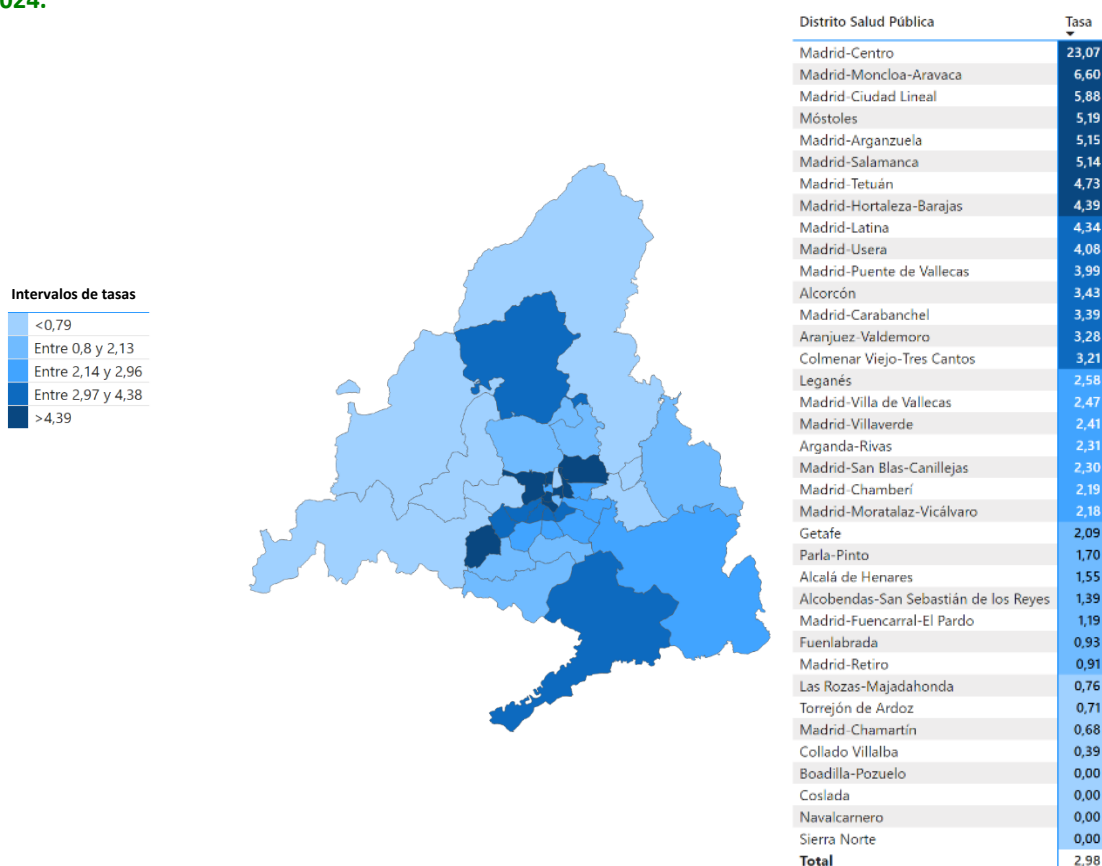 024.
Intervalos de tasas
<0,79
Entre 0,8 y 2,13
Entre 2,14 y 2,96
Entre 2,97 y 4,38
>4,39
Distrito Salud Pública Tasa
Madrid-Centro 23,07
Madrid-Moncloa-Aravaca 6,60
Madrid-Ciudad Lineal 5,88
Móstoles 5,19
Madrid-Arganzuela 5,15
Madrid-Salamanca 5,14
Madrid-Tetuán 4,73
Madrid-Hortaleza-Barajas 4,39
Madrid-Latina 4,34
Madrid-Usera 4,08
Madrid-Puente de Vallecas 3,99
Alcorcón 3,43
Madrid-Carabanchel 3,39
Aranjuez-Valdemoro 3,28
Colmenar Viejo-Tres Cantos 3,21
Leganés 2,58
Madrid-Villa de Vallecas 2,47
Madrid-Villaverde 2,41
Arganda-Rivas 2,31
Madrid-San Blas-Canillejas 2,30
Madrid-Chamberí 2,19
Madrid-Moratalaz-Vicálvaro 2,18
Getafe 2,09
Parla-Pinto 1,70
Alcalá de Henares 1,55
Alcobendas-San Sebastián de los Reyes 1,39
Madrid-Fuencarral-El Pardo 1,19
Fuenlabrada 0,93
Madrid-Retiro 0,91
Las Rozas-Majadahonda 0,76
Torrejón de Ardoz 0,71
Madrid-Chamartín 0,68
Collado Villalba 0,39
Boadilla-Pozuelo 0,00
Coslada 0,00
Navalcarnero 0,00
Sierra Norte 0,00
Total 2,98